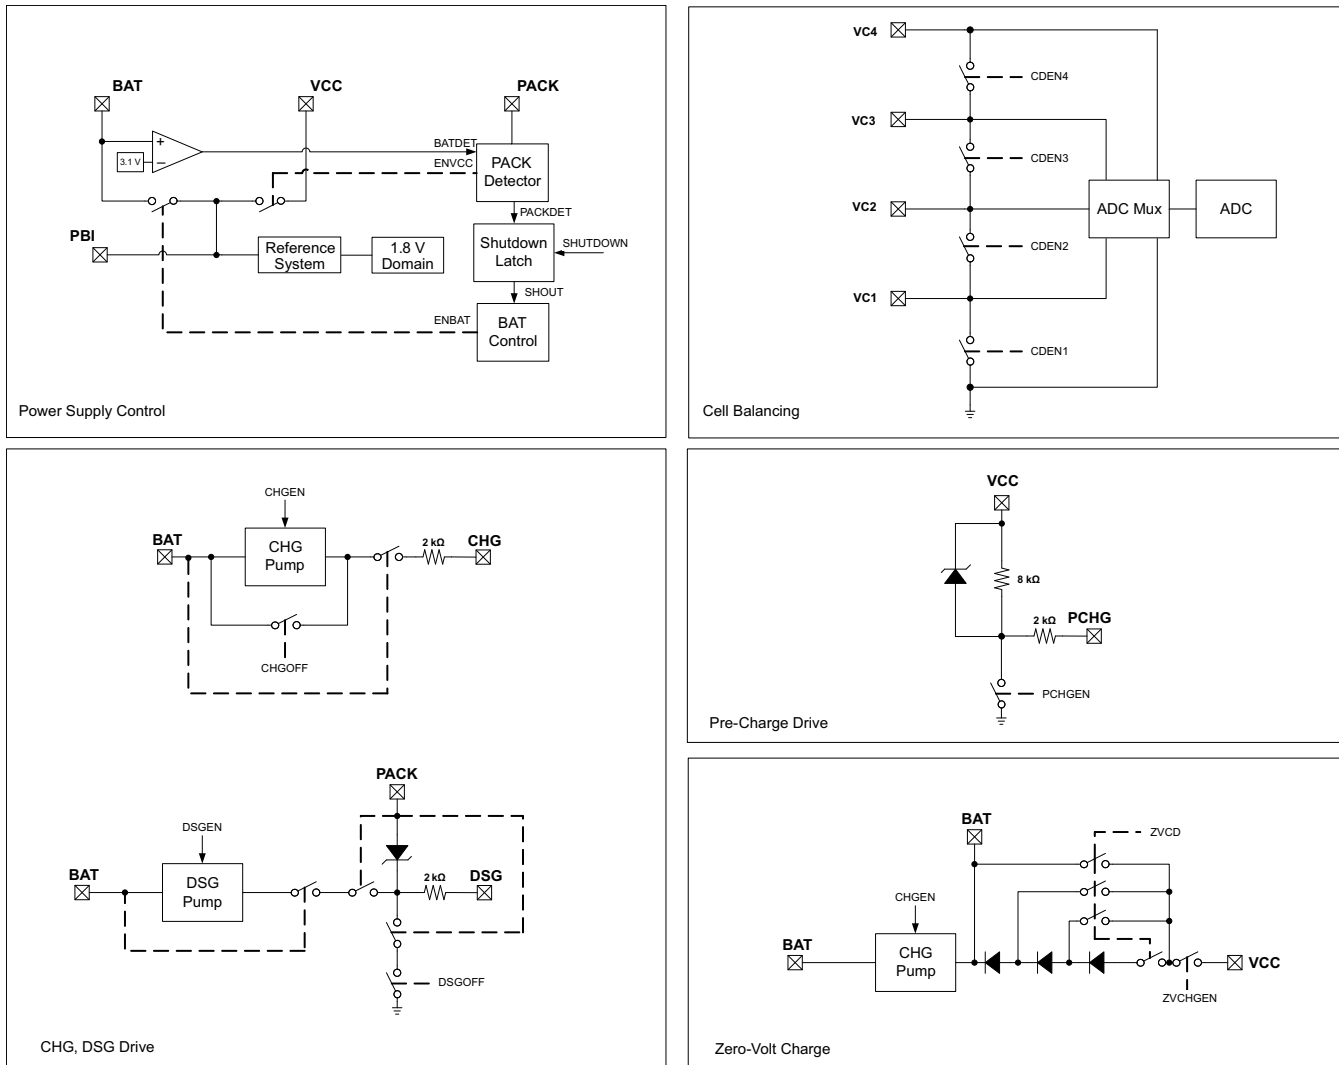 BAT
VCC
PACK
+
3.1 V
−
BATDET
ENVCC
PACK
Detector
PACKDET
PBI
Reference
System
1.8 V
Domain
Shutdown
Latch
SHUTDOWN
SHOUT
ENBAT
BAT
Control
Power Supply Control
VC4
CDEN4
VC3
CDEN3
VC2
ADC Mux
ADC
CDEN2
VC1
CDEN1
Cell Balancing
CHGEN
BAT
CHG
Pump
2 kΩ
CHG
CHGOFF
PACK
DSGEN
BAT
DSG
Pump
2 kΩ
DSG
DSGOFF
CHG, DSG Drive
VCC
8 kΩ
2 kΩ
PCHG
PCHGEN
Pre-Charge Drive
BAT
ZVCD
CHGEN
BAT
CHG
Pump
VCC
ZVCHGEN
Zero-Volt Charge